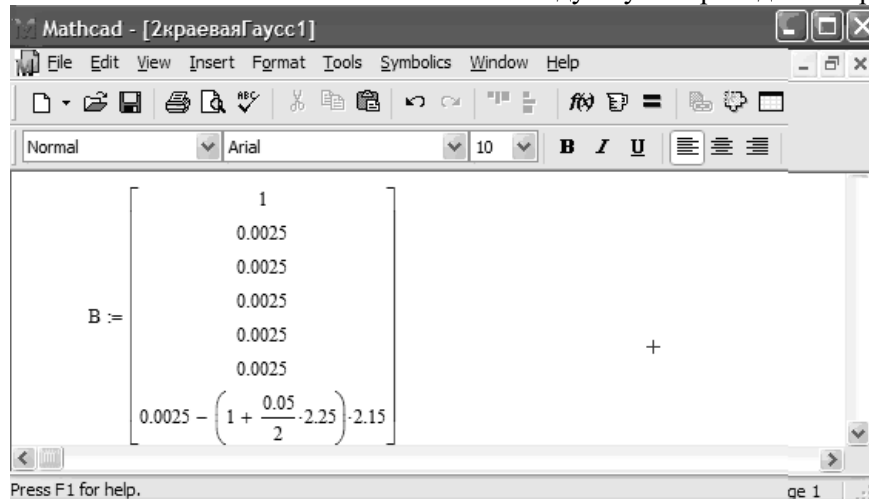 Mathcad - [2краеваяГаусс1]
File Edit View Insert Format Tools Symbolics Window Help
Normal Arial 10 B I U
1
0.0025
0.0025
0.0025
B := 0.0025
0.0025
0.0025 - (1 + 0.05/2 · 2.25) · 2.15
Press F1 for help. ge 1